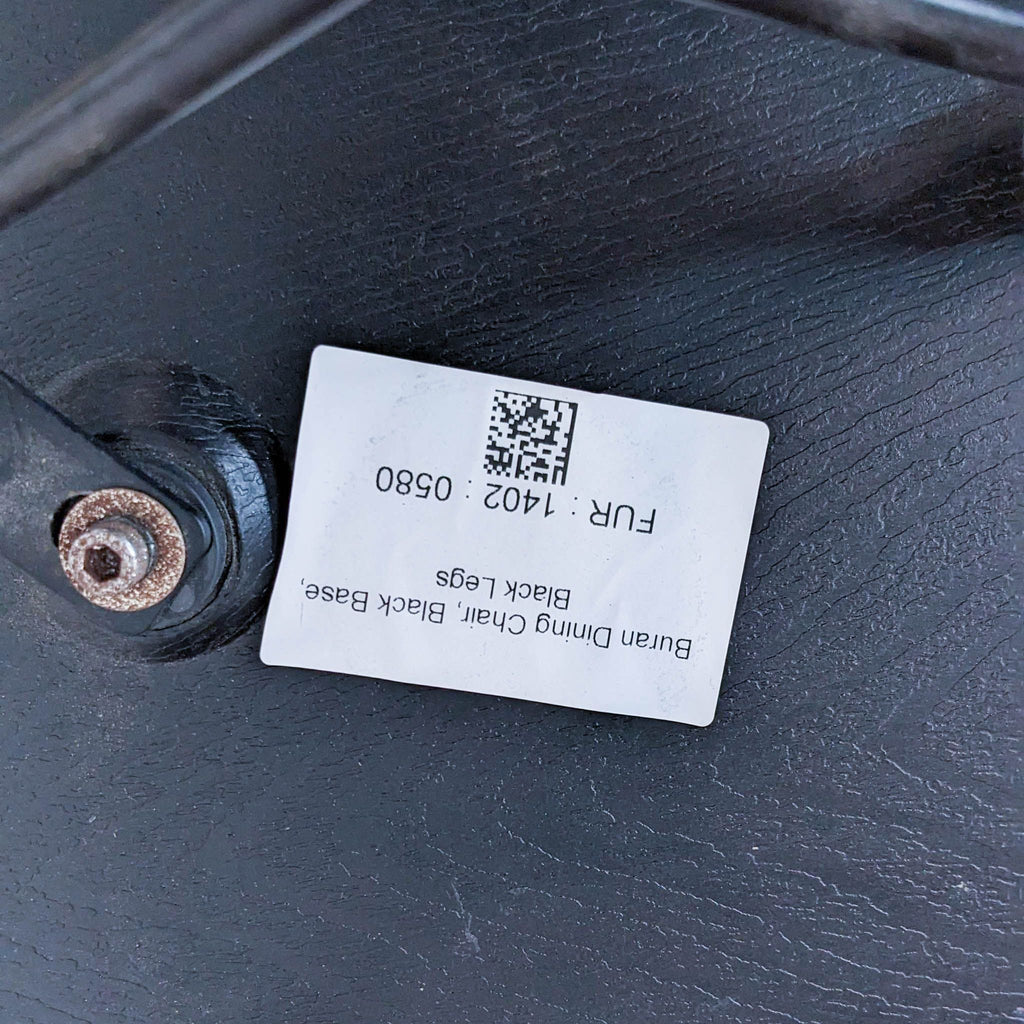 Buran Dining Chair, Black Base,
Black Legs
FUR : 1402 : 0580